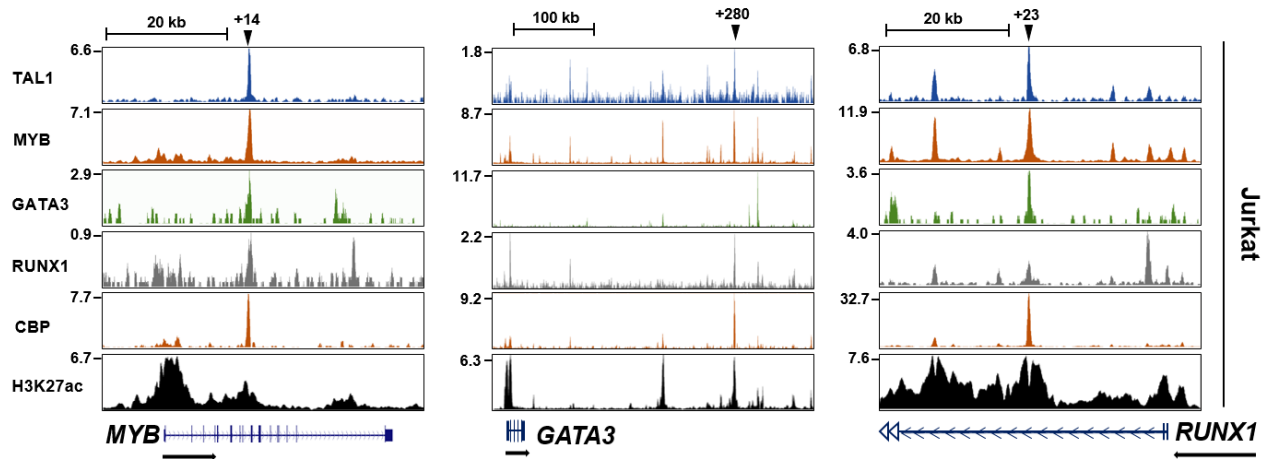 20 kb +14 100 kb +280 20 kb +23
TAL1 6.6 1.8 6.8
MYB 7.1 8.7 11.9
GATA3 2.9 11.7 3.6
RUNX1 0.9 2.2 4.0
CBP 7.7 9.2 32.7
H3K27ac 6.7 6.3 7.6
MYB GATA3 RUNX1
Jurkat